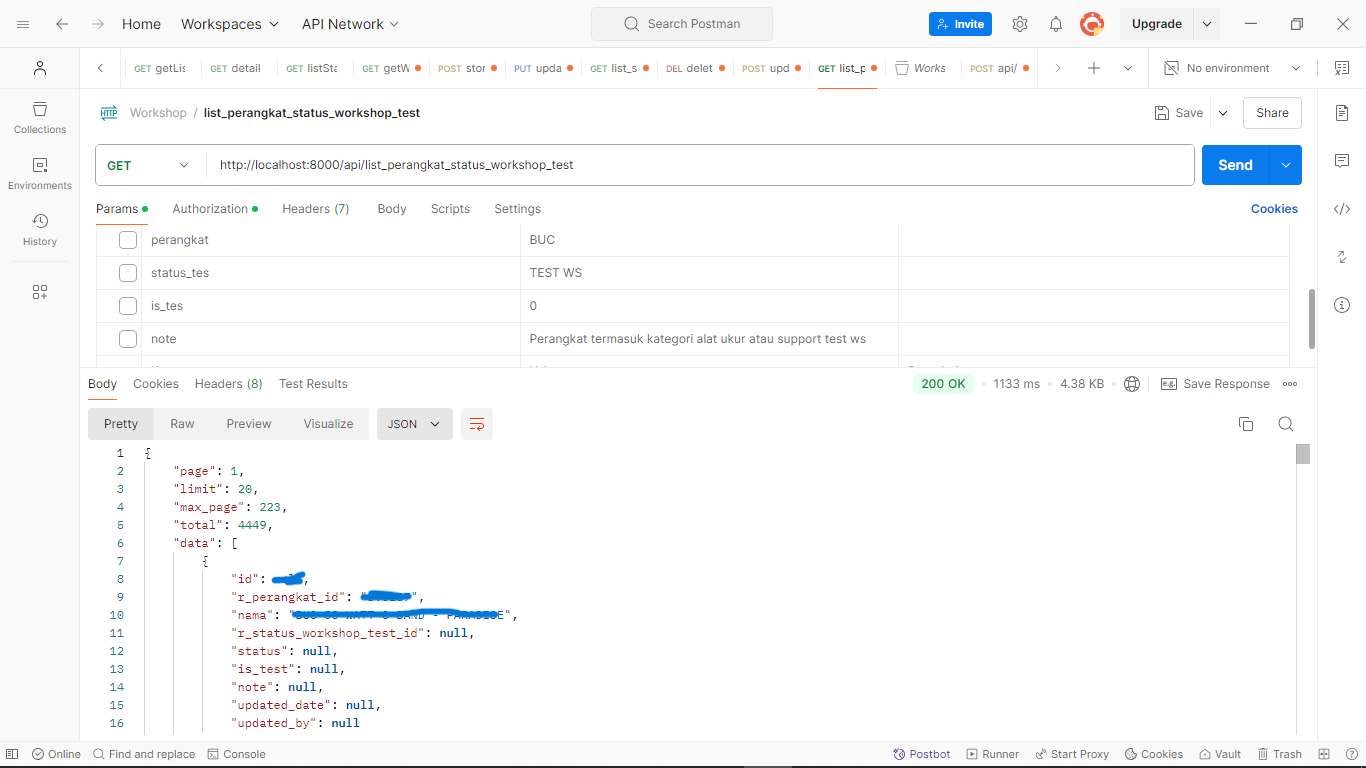 Home Workspaces API Network Search Postman Invite Upgrade
GET getLis GET detail GET listSta GET getW POST stor PUT upda GET list_s DEL delet POST upd GET list_p Works POST api/ No environment
HTTP Workshop / list_perangkat_status_workshop_test Save Share
GET http://localhost:8000/api/list_perangkat_status_workshop_test Send
Collections
Environments
History
Params Authorization Headers (7) Body Scripts Settings Cookies
perangkat BUC
status_tes TEST WS
is_tes 0
note Perangkat termasuk kategori alat ukur atau support test ws
Body Cookies Headers (8) Test Results 200 OK 1133 ms 4.38 KB e.g. Save Response
Pretty Raw Preview Visualize JSON
1 {
2 "page": 1,
3 "limit": 20,
4 "max_page": 223,
5 "total": 4449,
6 "data": [
7 {
8 "id": ,
9 "r_perangkat_id": " ",
10 "nama": " ",
11 "r_status_workshop_test_id": null,
12 "status": null,
13 "is_test": null,
14 "note": null,
15 "updated_date": null,
16 "updated_by": null
Online Find and replace Console Postbot Runner Start Proxy Cookies Vault Trash